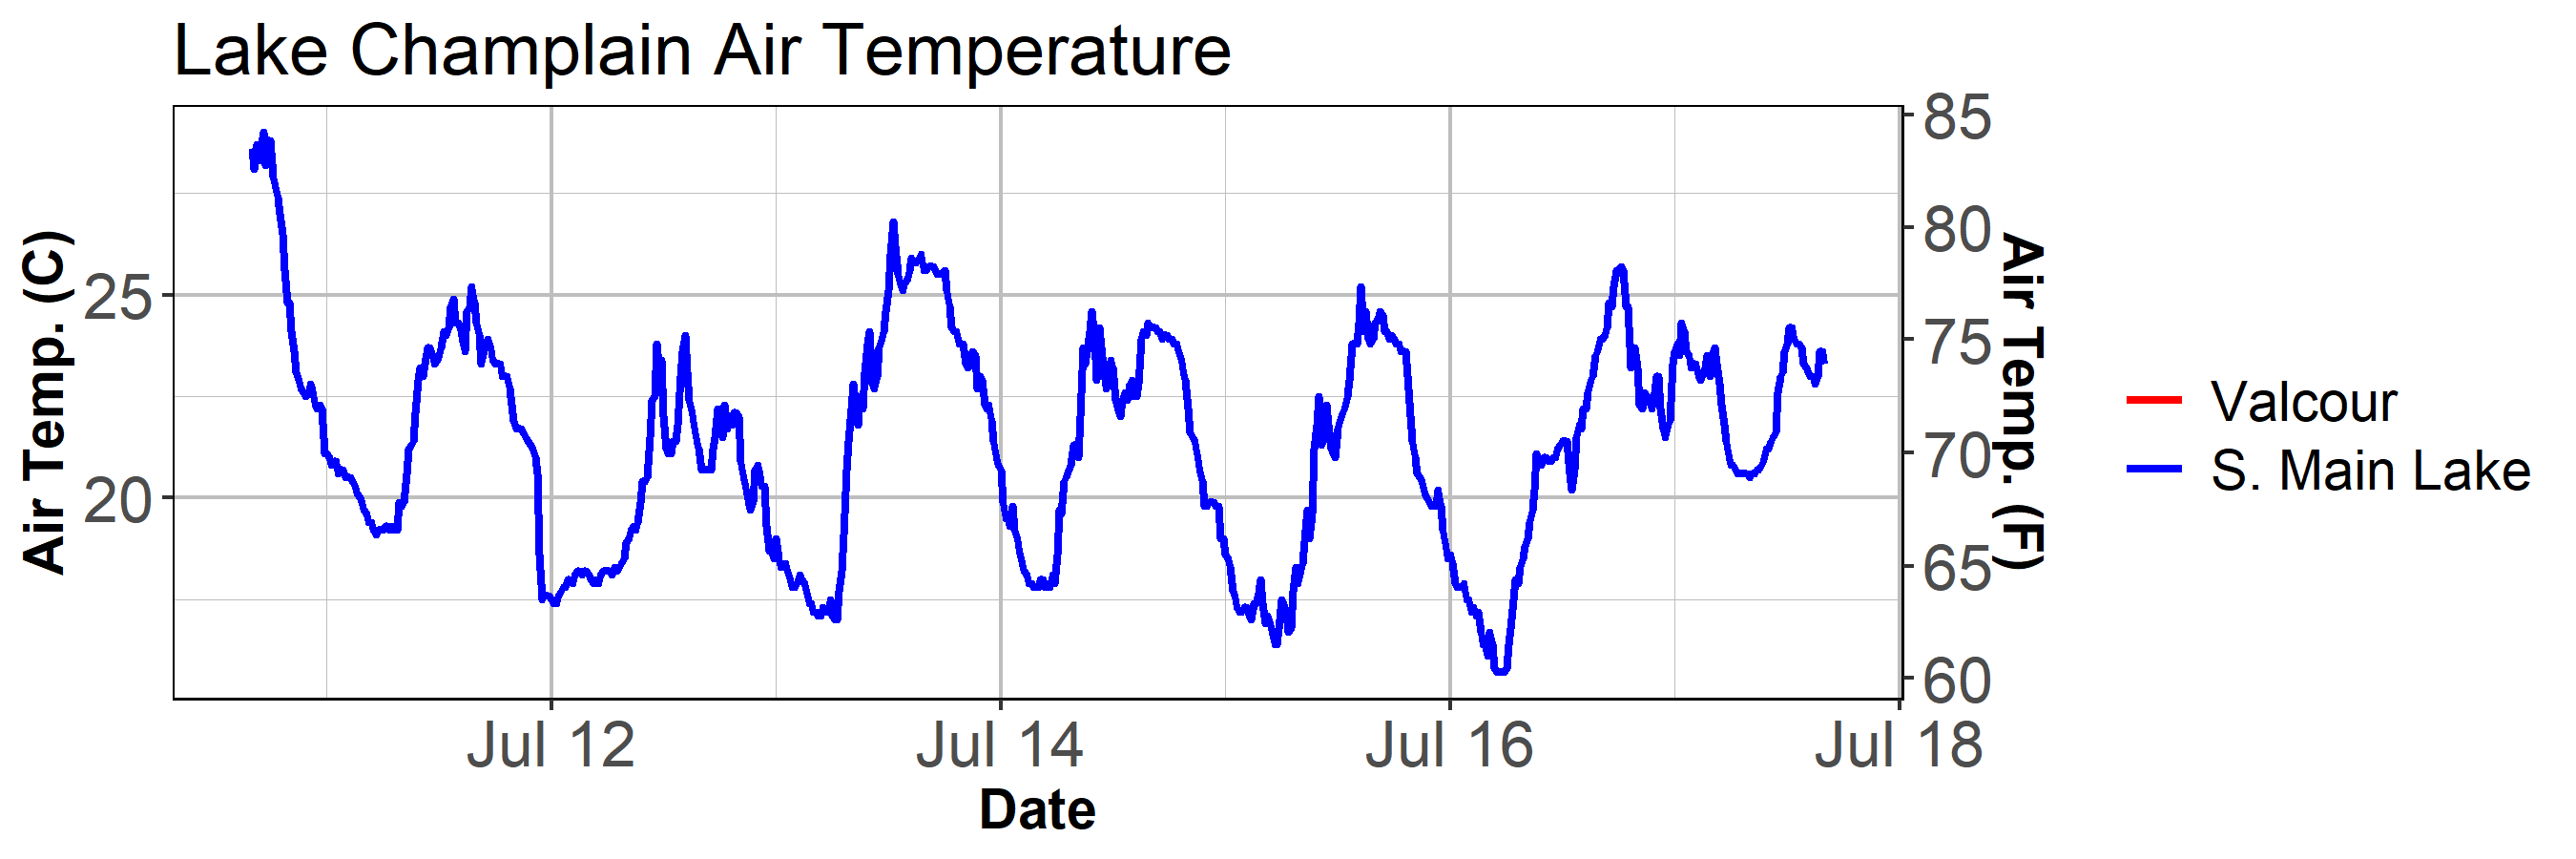 Lake Champlain Air Temperature
Air Temp. (C)
25
20
85
80
75
70
65
60
Air Temp. (F)
Jul 12
Jul 14
Jul 16
Jul 18
Date
Valcour
S. Main Lake